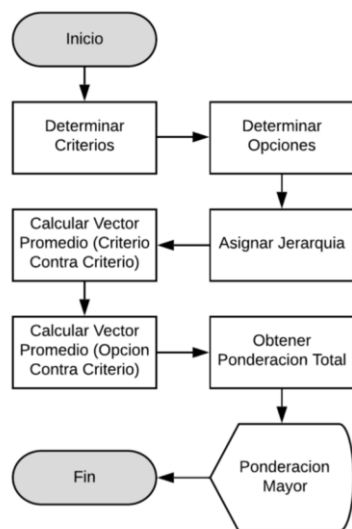 Inicio
Determinar
Criterios
Determinar
Opciones
Asignar Jerarquia
Calcular Vector
Promedio (Criterio
Contra Criterio)
Calcular Vector
Promedio (Opcion
Contra Criterio)
Obtener
Ponderacion Total
Ponderacion
Mayor
Fin